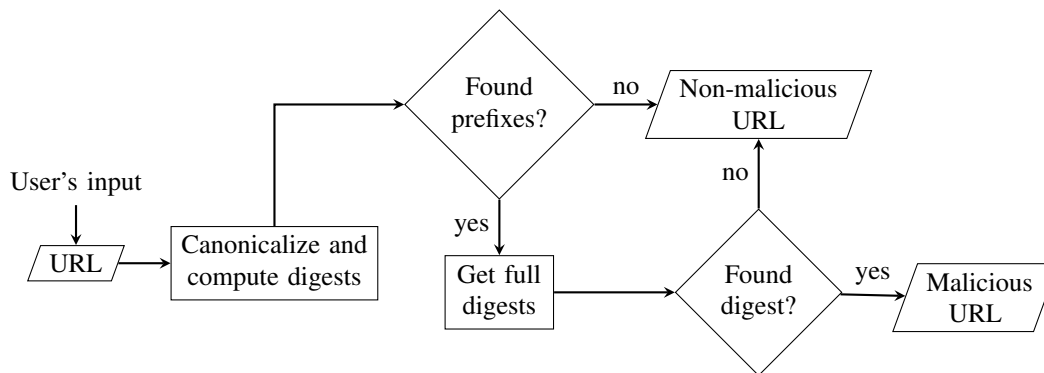 User's input
URL
Canonicalize and
compute digests
Found
prefixes?
no
Non-malicious
URL
yes
Get full
digests
Found
digest?
no
yes
Malicious
URL